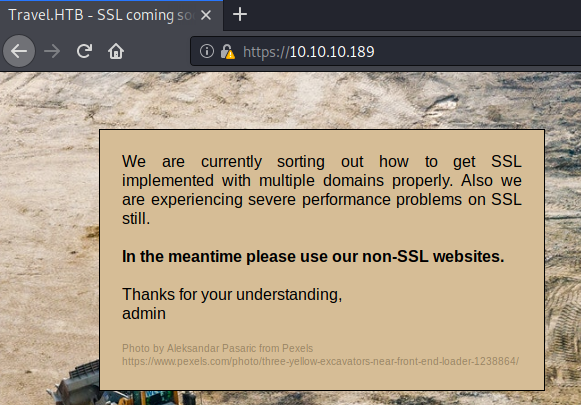 Travel.HTB - SSL coming so
https://10.10.10.189
We are currently sorting out how to get SSL
implemented with multiple domains properly. Also we
are experiencing severe performance problems on SSL
still.
In the meantime please use our non-SSL websites.
Thanks for your understanding,
admin
Photo by Aleksandar Pasaric from Pexels
https://www.pexels.com/photo/three-yellow-excavators-near-front-end-loader-1238864/